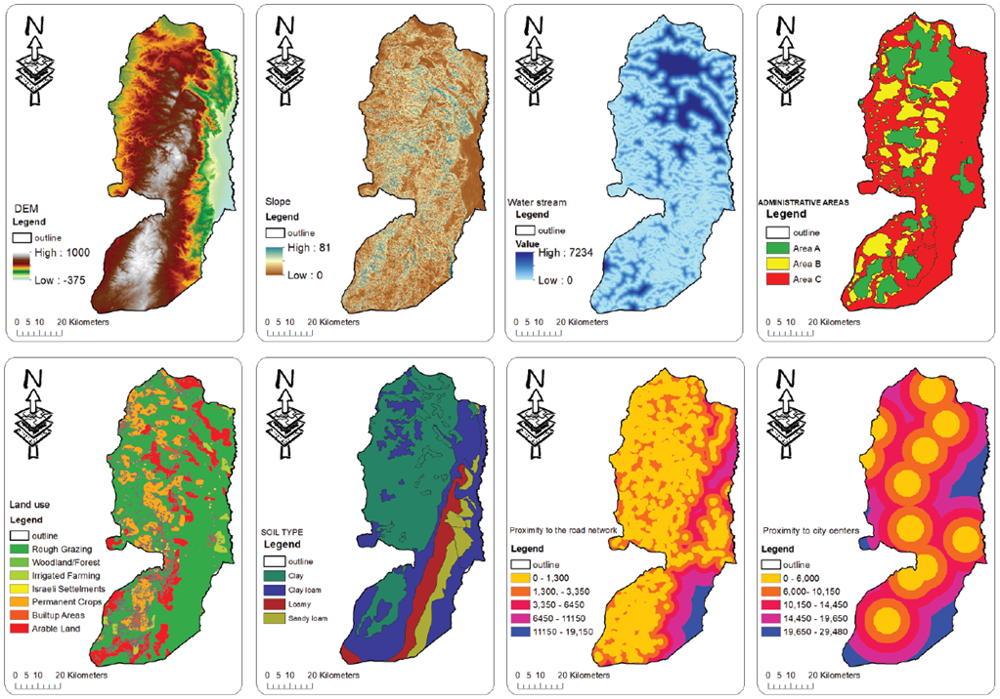 N
DEM
Legend
outline
High : 1000
Low : -375
0 5 10 20 Kilometers
N
Slope
Legend
outline
High : 81
Low : 0
0 5 10 20 Kilometers
N
Water stream
Legend
outline
Value
High : 7234
Low : 0
0 5 10 20 Kilometers
N
ADMINISTRATIVE AREAS
Legend
outline
Area A
Area B
Area C
0 5 10 20 Kilometers
N
Land use
Legend
outline
Rough Grazing
Woodland/Forest
Irrigated Farming
Israeli Settelments
Permanent Crops
Builtup Areas
Arable Land
0 5 10 20 Kilometers
N
SOIL TYPE
Legend
outline
Clay
Clay loam
Loamy
Sandy loam
0 5 10 20 Kilometers
N
Proximity to the road network
Legend
outline
0 - 1,300
1,300, - 3,350
3,350 - 6450
6450 - 11150
11150 - 19,150
0 5 10 20 Kilometers
N
Proximity to city centers
Legend
outline
0 - 6,000
6,000- 10,150
10,150 - 14,450
14,450 - 19,650
19,650 - 29,480
0 5 10 20 Kilometers